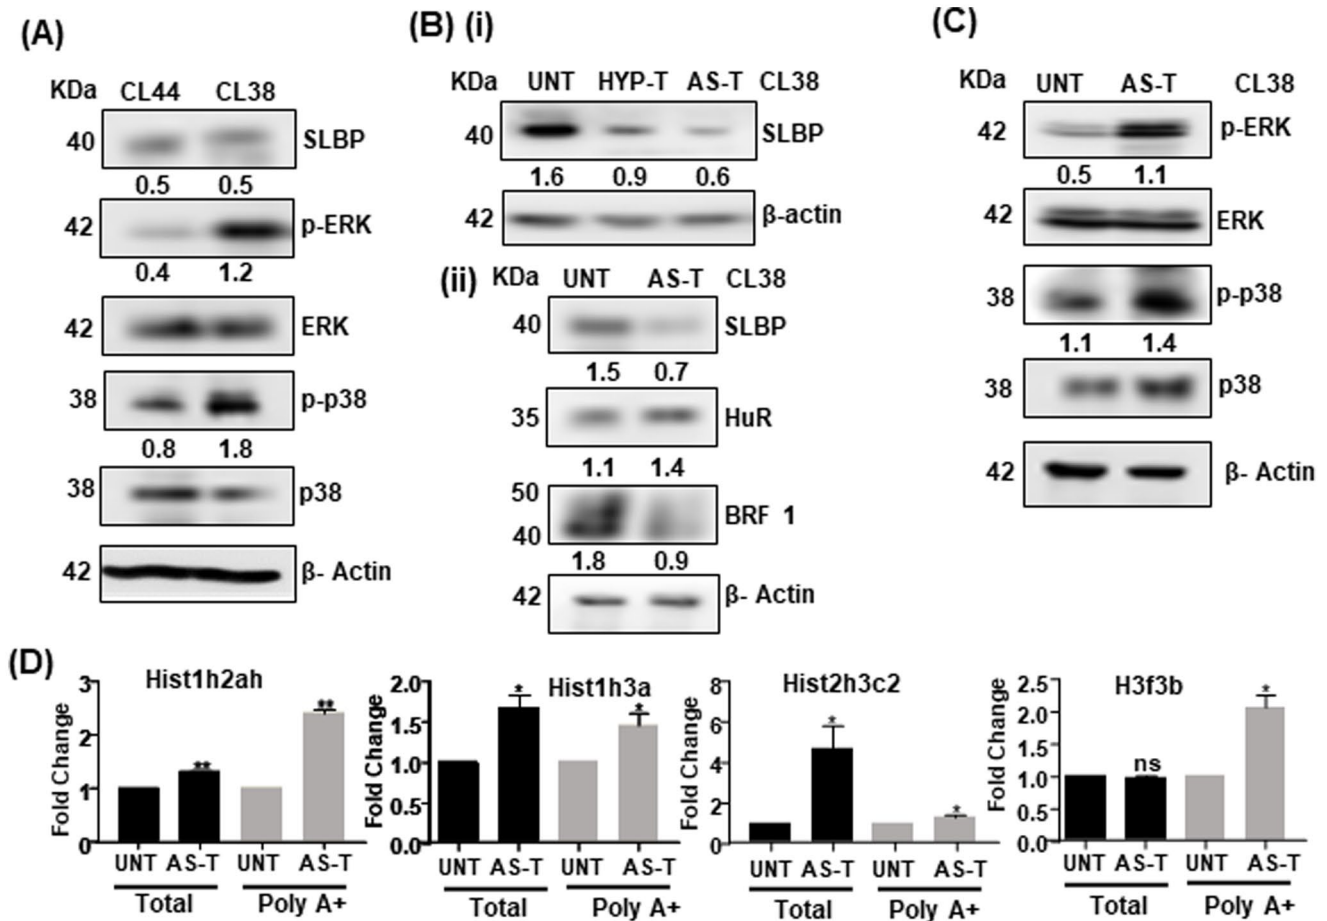 (A)
KDa CL44 CL38
40 SLBP
0.5 0.5
42 p-ERK
0.4 1.2
42 ERK
38 p-p38
0.8 1.8
38 p38
42 β- Actin
(B) (i)
KDa UNT HYP-T AS-T CL38
40 SLBP
1.6 0.9 0.6
42 β-actin
(ii) KDa UNT AS-T CL38
40 SLBP
1.5 0.7
35 HuR
1.1 1.4
50
BRF 1
40
1.8 0.9
42 β- Actin
(C)
KDa UNT AS-T CL38
42 p-ERK
0.5 1.1
42 ERK
38 p-p38
1.1 1.4
38 p38
42 β- Actin
(D)
Hist1h2ah
Fold Change
3
2
1
0
** **
UNT AS-T UNT AS-T
Total Poly A+
Hist1h3a
Fold Change
2.0
1.5
1.0
0.5
0.0
* *
UNT AS-T UNT AS-T
Total Poly A+
Hist2h3c2
Fold Change
8
6
4
2
0
* *
UNT AS-T UNT AS-T
Total Poly A+
H3f3b
Fold Change
2.5
2.0
1.5
1.0
0.5
0.0
ns *
UNT AS-T UNT AS-T
Total Poly A+